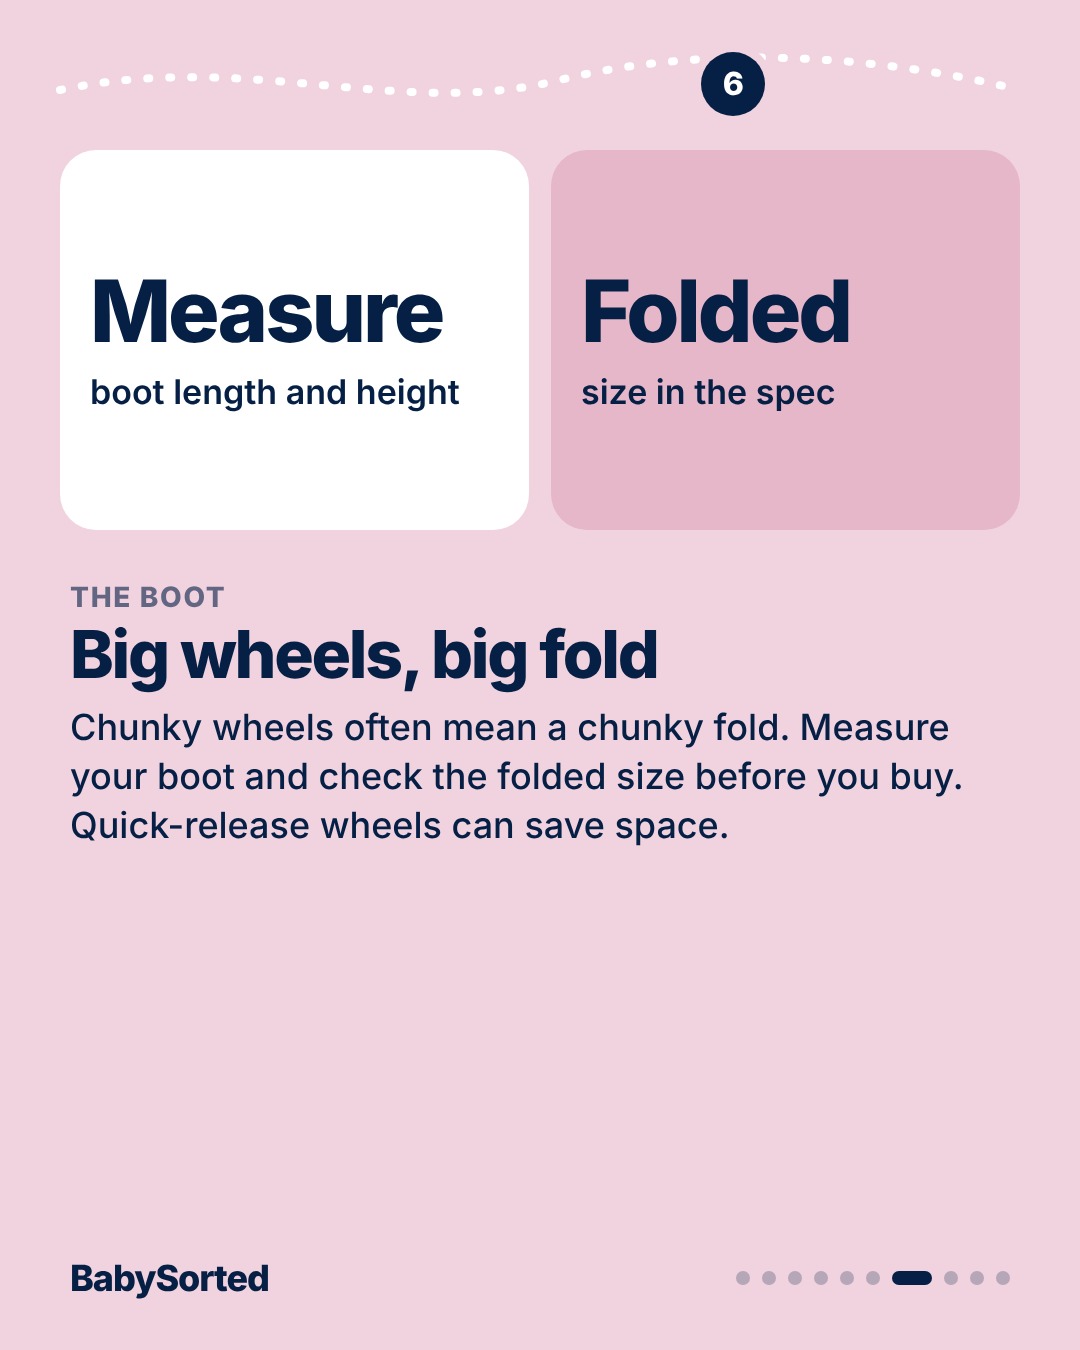 6
Measure
boot length and height
Folded
size in the spec
THE BOOT
Big wheels, big fold
Chunky wheels often mean a chunky fold. Measure
your boot and check the folded size before you buy.
Quick-release wheels can save space.
BabySorted